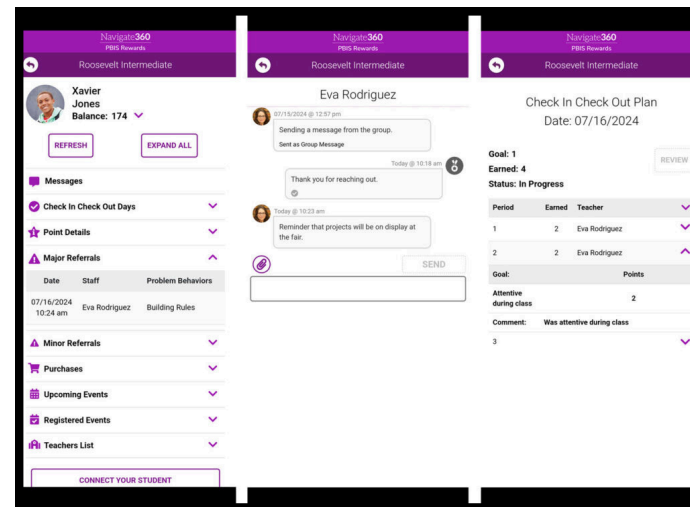 Navigate360
PBIS Rewards
Roosevelt Intermediate
Xavier
Jones
Balance: 174
REFRESH
EXPAND ALL
Messages
Check In Check Out Days
Point Details
Major Referrals
Date Staff Problem Behaviors
07/16/2024
10:24 am
Eva Rodriguez
Building Rules
Minor Referrals
Purchases
Upcoming Events
Registered Events
Teachers List
CONNECT YOUR STUDENT
Navigate360
PBIS Rewards
Roosevelt Intermediate
Eva Rodriguez
07/15/2024 @ 12:57 pm
Sending a message from the group.
Sent as Group Message
Today @ 10:18 am
Thank you for reaching out.
Today @ 10:23 am
Reminder that projects will be on display at
the fair.
SEND
Navigate360
PBIS Rewards
Roosevelt Intermediate
Check In Check Out Plan
Date: 07/16/2024
Goal: 1
Earned: 4
Status: In Progress
REVIEW
Period Earned Teacher
1 2 Eva Rodriguez
2 2 Eva Rodriguez
Goal: Points
Attentive
during class
2
Comment: Was attentive during class
3